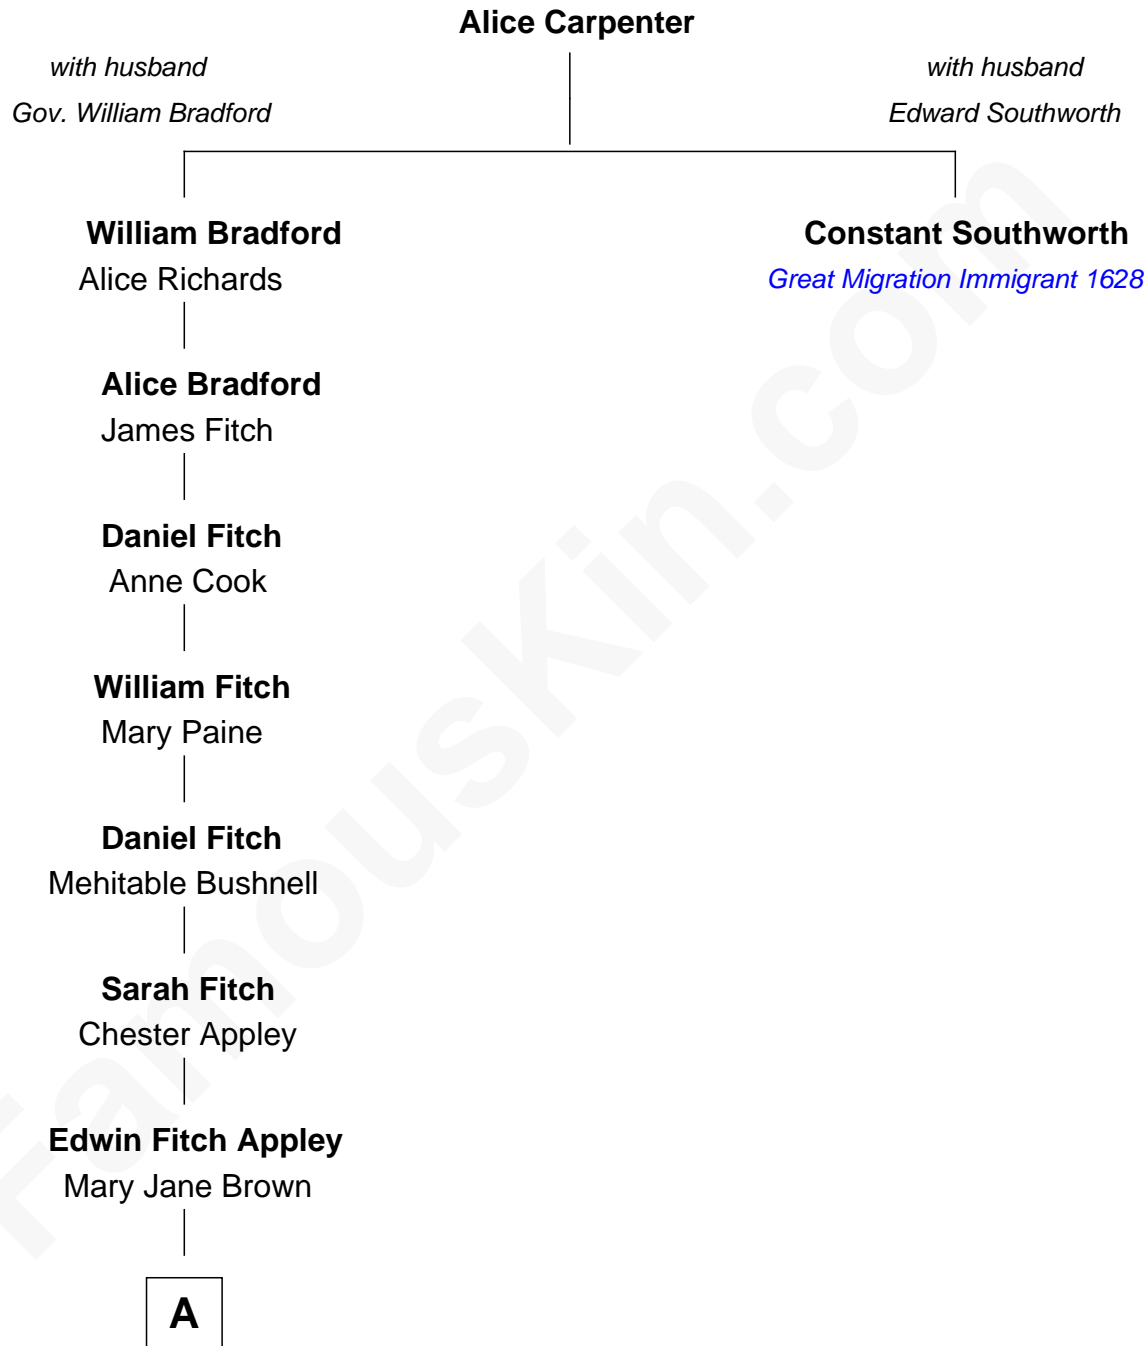 Alice Carpenter
with husband
Gov. William Bradford
with husband
Edward Southworth
William Bradford
Alice Richards
Constant Southworth
Great Migration Immigrant 1628
Alice Bradford
James Fitch
Daniel Fitch
Anne Cook
William Fitch
Mary Paine
Daniel Fitch
Mehitable Bushnell
Sarah Fitch
Chester Appley
Edwin Fitch Appley
Mary Jane Brown
A
FamousKin.com